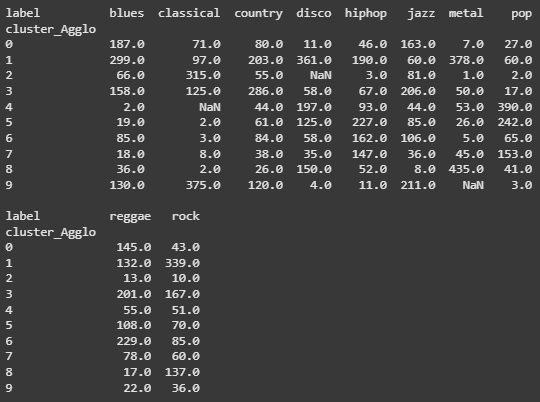 label blues classical country disco hiphop jazz metal pop
cluster_Agglo
0 187.0 71.0 80.0 11.0 46.0 163.0 7.0 27.0
1 299.0 97.0 203.0 361.0 190.0 60.0 378.0 60.0
2 66.0 315.0 55.0 NaN 3.0 81.0 1.0 2.0
3 158.0 125.0 286.0 58.0 67.0 206.0 50.0 17.0
4 2.0 NaN 44.0 197.0 93.0 44.0 53.0 390.0
5 19.0 2.0 61.0 125.0 227.0 85.0 26.0 242.0
6 85.0 3.0 84.0 58.0 162.0 106.0 5.0 65.0
7 18.0 8.0 38.0 35.0 147.0 36.0 45.0 153.0
8 36.0 2.0 26.0 150.0 52.0 8.0 435.0 41.0
9 130.0 375.0 120.0 4.0 11.0 211.0 NaN 3.0
label reggae rock
cluster_Agglo
0 145.0 43.0
1 132.0 339.0
2 13.0 10.0
3 201.0 167.0
4 55.0 51.0
5 108.0 70.0
6 229.0 85.0
7 78.0 60.0
8 17.0 137.0
9 22.0 36.0